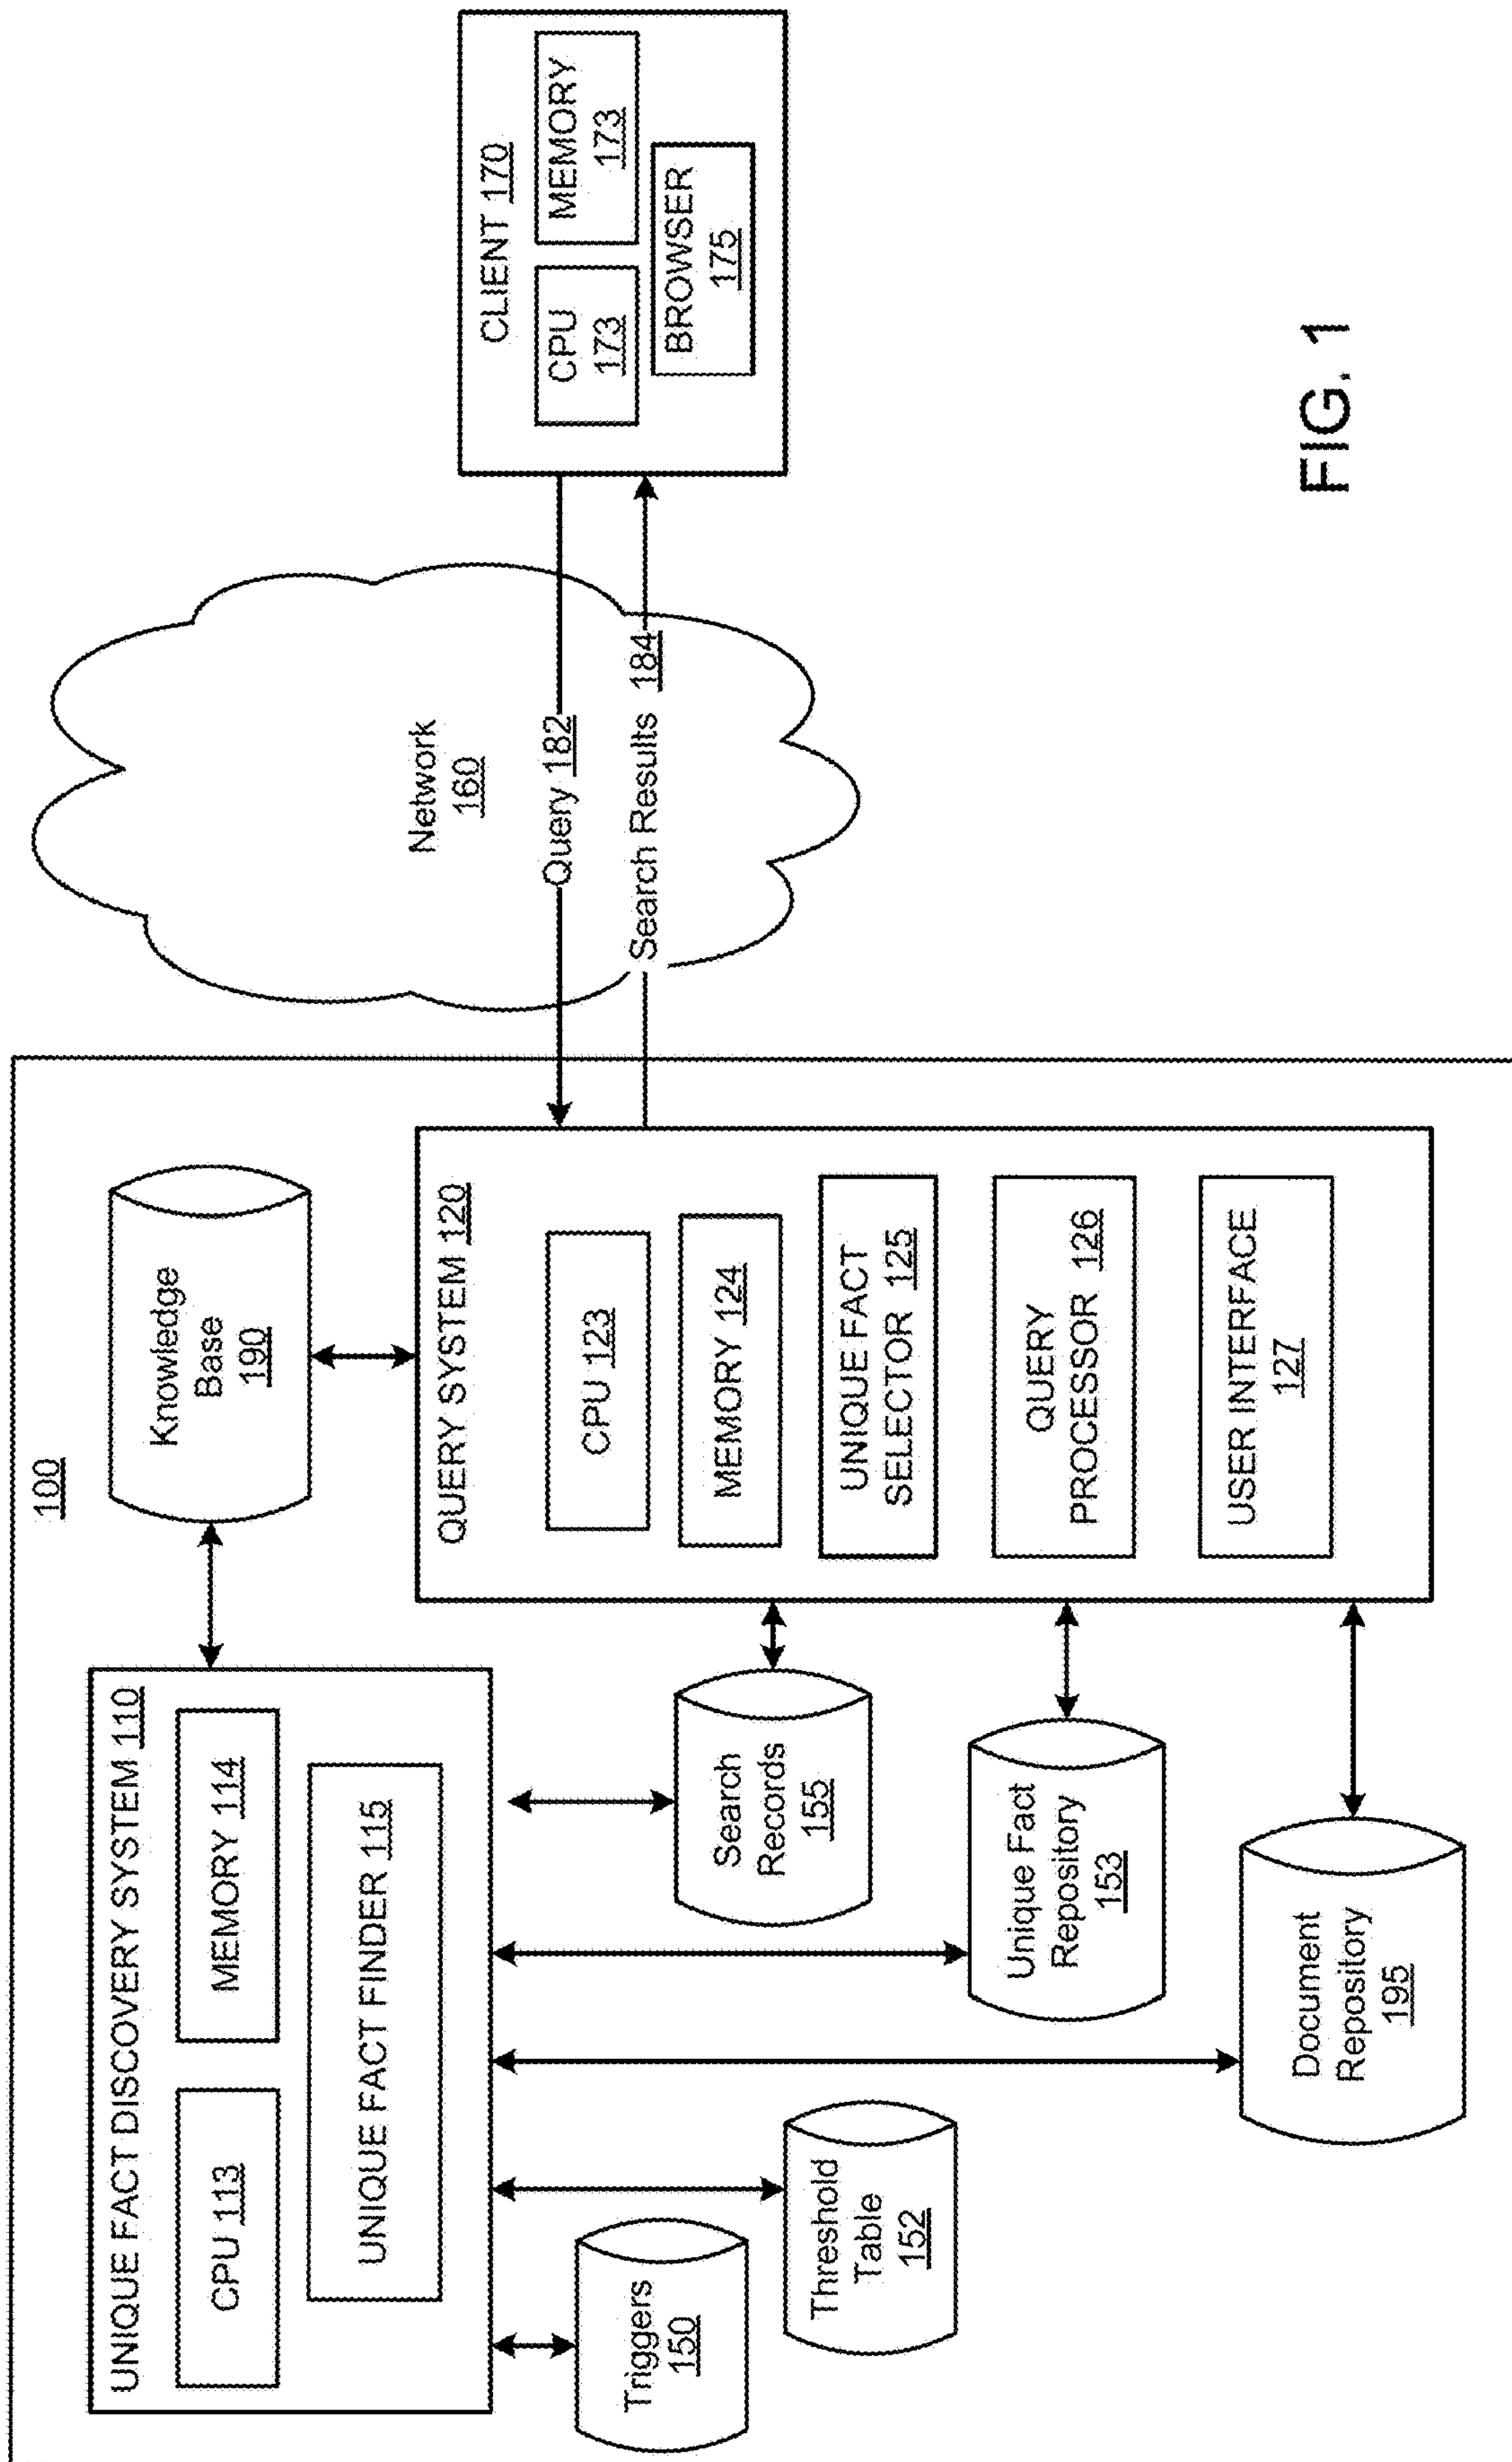 100
UNIQUE FACT DISCOVERY SYSTEM 110
CPU 113
MEMORY 114
UNIQUE FACT FINDER 115
Triggers
150
Threshold
Table
152
Knowledge
Base
190
Search
Records
155
Unique Fact
Repository
153
Document
Repository
195
QUERY SYSTEM 120
CPU 123
MEMORY 124
UNIQUE FACT
SELECTOR 125
QUERY
PROCESSOR 126
USER INTERFACE
127
Network
160
Query 182
Search Results 184
CLIENT 170
CPU
173
MEMORY
173
BROWSER
175
FIG. 1